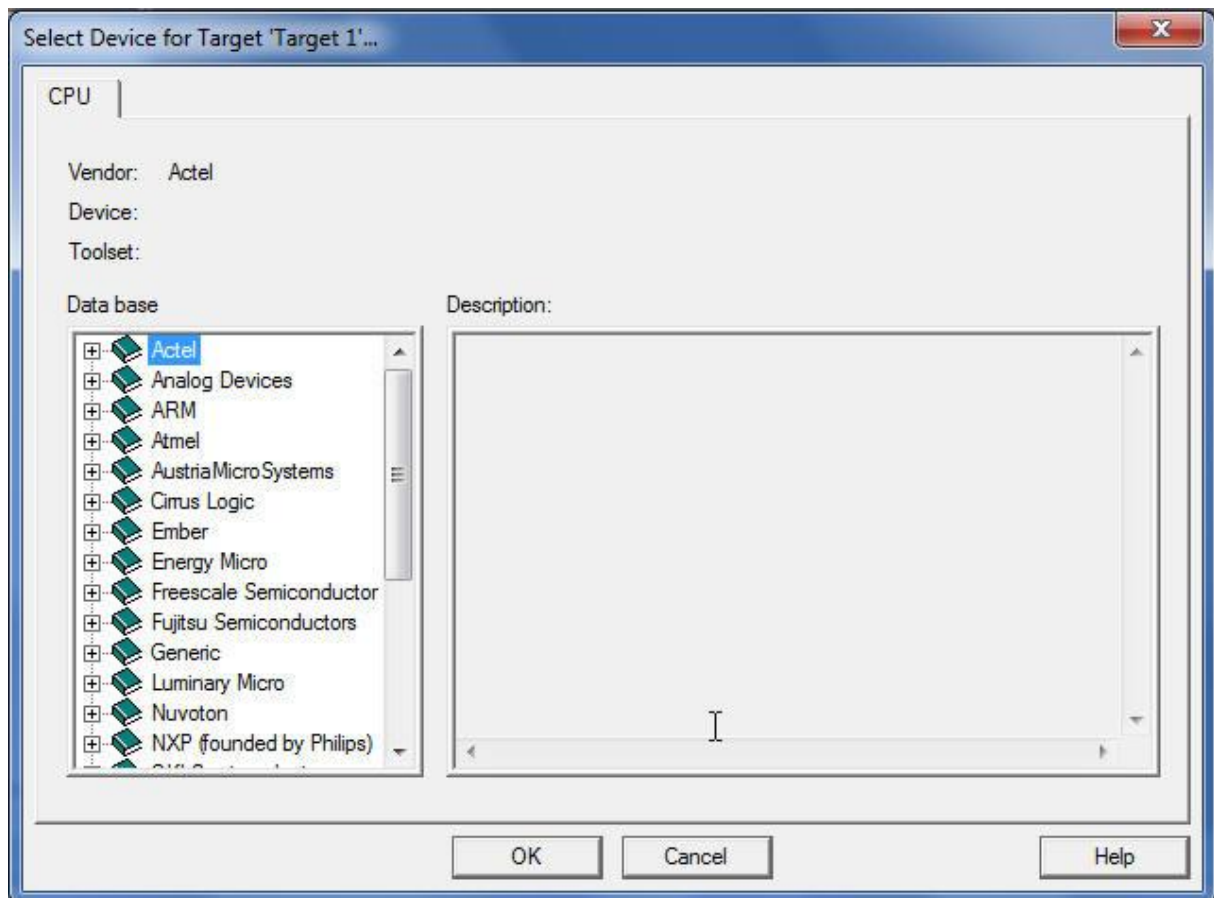 Select Device for Target 'Target 1'...
CPU
Vendor: Actel
Device:
Toolset:
Data base
Description:
Actel
Analog Devices
ARM
Atmel
AustriaMicroSystems
Cirrus Logic
Ember
Energy Micro
Freescale Semiconductor
Fujitsu Semiconductors
Generic
Luminary Micro
Nuvoton
NXP (founded by Philips)
OK Cancel Help